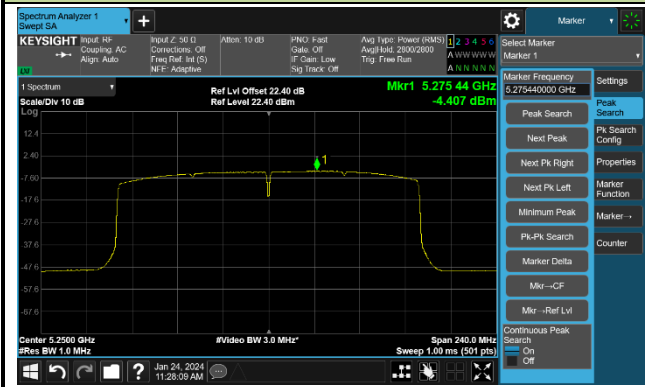 Spectrum Analyzer 1
Swept SA
Marker
KEYSIGHT
Input: RF
Coupling: AC
Align: Auto
Input Z: 50 Ω
Corrections: Off
Freq Ref: Int (S)
NFE: Adaptive
Atten: 10 dB
PNO: Fast
Gate: Off
IF Gain: Low
Sig Track: Off
Avg Type: Power (RMS)
Avg|Hold: 2800/2800
Trig: Free Run
1 2 3 4 5 6
A W W W W W
A N N N N N
LV
Select Marker
Marker 1
1 Spectrum
Scale/Div 10 dB
Log
Ref Lvl Offset 22.40 dB
Ref Level 22.40 dBm
Mkr1 5.275 44 GHz
-4.407 dBm
12.4
2.40
-7.60
-17.6
-27.6
-37.6
-47.6
-57.6
-67.6
1
Center 5.2500 GHz
#Res BW 1.0 MHz
#Video BW 3.0 MHz*
Span 240.0 MHz
Sweep 1.00 ms (501 pts)
Marker Frequency
5.275440000 GHz
Peak Search
Next Peak
Next Pk Right
Next Pk Left
Minimum Peak
Pk-Pk Search
Marker Delta
Mkr→CF
Mkr→Ref Lvl
Continuous Peak
Search
On
Off
Settings
Peak
Search
Pk Search
Config
Properties
Marker
Function
Marker→
Counter
Jan 24, 2024
11:28:09 AM